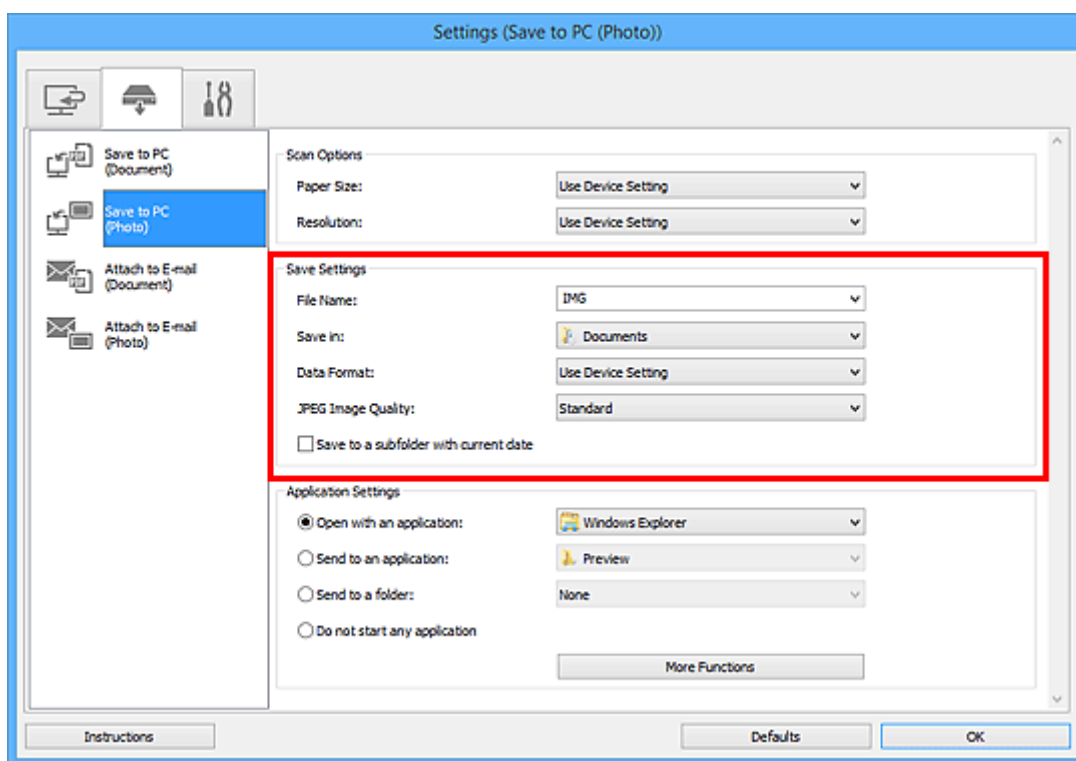 Settings (Save to PC (Photo))
Save to PC
(Document)
Save to PC
(Photo)
Attach to E-mail
(Document)
Attach to E-mail
(Photo)
Scan Options
Paper Size: Use Device Setting
Resolution: Use Device Setting
Save Settings
File Name: IMG
Save in: Documents
Data Format: Use Device Setting
JPEG Image Quality: Standard
Save to a subfolder with current date
Application Settings
Open with an application: Windows Explorer
Send to an application: Preview
Send to a folder: None
Do not start any application
More Functions
Instructions Defaults OK